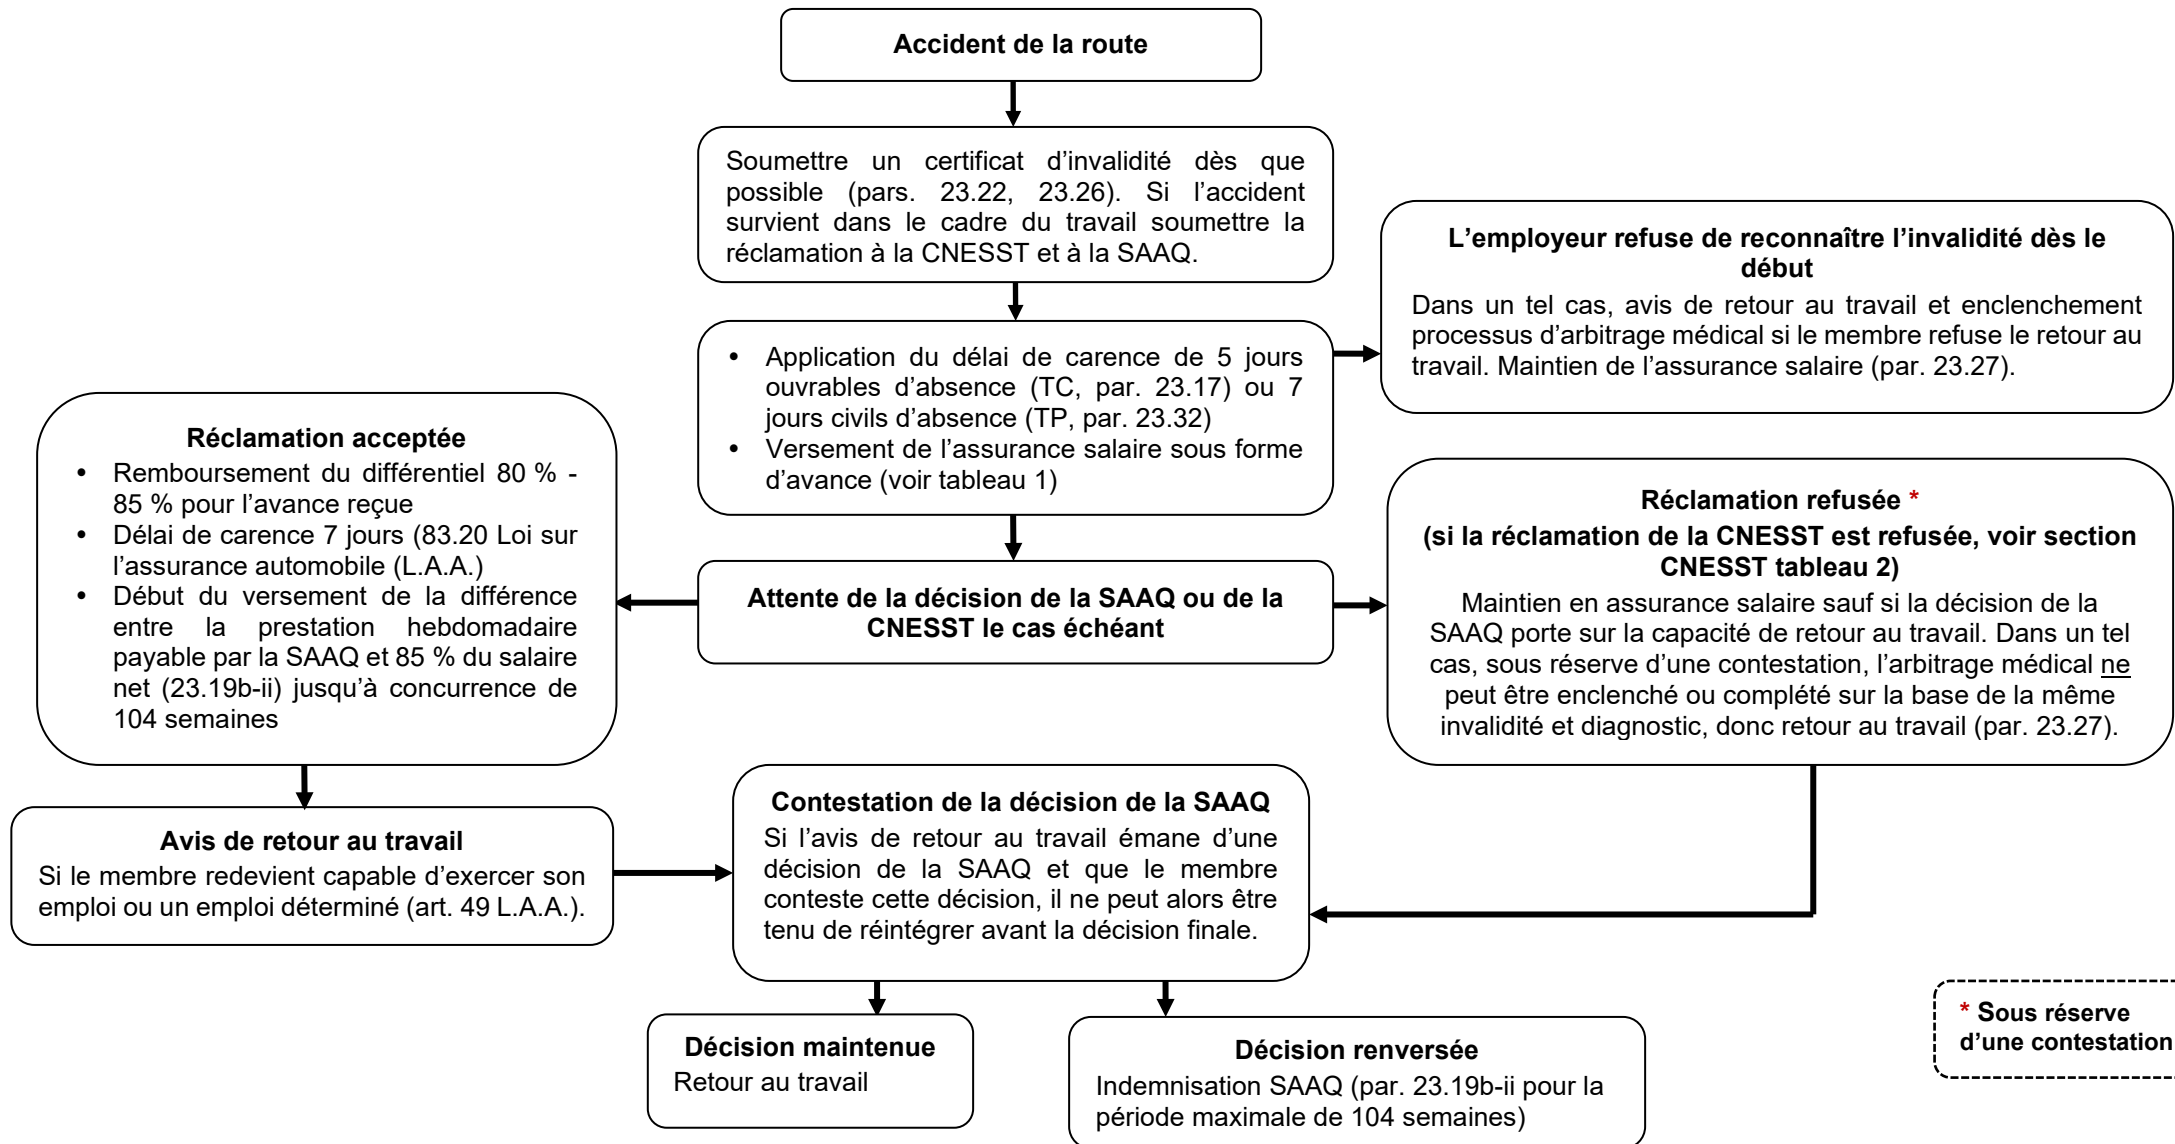 Accident de la route
Soumettre un certificat d’invalidité dès que
possible (pars. 23.22, 23.26). Si l’accident
survient dans le cadre du travail soumettre la
réclamation à la CNESST et à la SAAQ.
L’employeur refuse de reconnaître l’invalidité dès le
début
Dans un tel cas, avis de retour au travail et enclenchement
processus d’arbitrage médical si le membre refuse le retour au
travail. Maintien de l’assurance salaire (par. 23.27).
• Application du délai de carence de 5 jours
ouvrables d’absence (TC, par. 23.17) ou 7
jours civils d’absence (TP, par. 23.32)
• Versement de l’assurance salaire sous forme
d’avance (voir tableau 1)
Réclamation acceptée
• Remboursement du différentiel 80 % -
85 % pour l’avance reçue
• Délai de carence 7 jours (83.20 Loi sur
l’assurance automobile (L.A.A.)
• Début du versement de la différence
entre la prestation hebdomadaire
payable par la SAAQ et 85 % du salaire
net (23.19b-ii) jusqu’à concurrence de
104 semaines
Attente de la décision de la SAAQ ou de la
CNESST le cas échéant
Réclamation refusée *
(si la réclamation de la CNESST est refusée, voir section
CNESST tableau 2)
Maintien en assurance salaire sauf si la décision de la
SAAQ porte sur la capacité de retour au travail. Dans un tel
cas, sous réserve d’une contestation, l’arbitrage médical ne
peut être enclenché ou complété sur la base de la même
invalidité et diagnostic, donc retour au travail (par. 23.27).
Avis de retour au travail
Si le membre redevient capable d’exercer son
emploi ou un emploi déterminé (art. 49 L.A.A.).
Contestation de la décision de la SAAQ
Si l’avis de retour au travail émane d’une
décision de la SAAQ et que le membre
conteste cette décision, il ne peut alors être
tenu de réintégrer avant la décision finale.
Décision maintenue
Retour au travail
Décision renversée
Indemnisation SAAQ (par. 23.19b-ii pour la
période maximale de 104 semaines)
* Sous réserve
d’une contestation